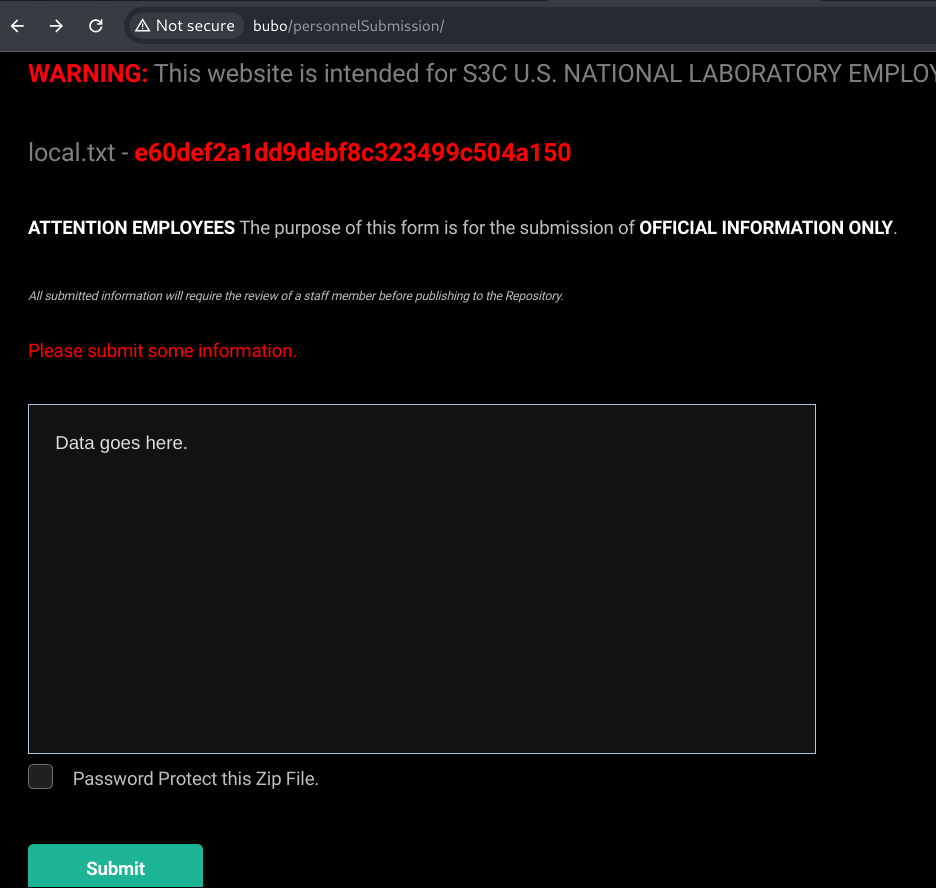 Not secure bubo/personnelSubmission/
WARNING: This website is intended for S3C U.S. NATIONAL LABORATORY EMPLOY
local.txt - e60def2a1dd9debf8c323499c504a150
ATTENTION EMPLOYEES The purpose of this form is for the submission of OFFICIAL INFORMATION ONLY.
All submitted information will require the review of a staff member before publishing to the Repository.
Please submit some information.
Data goes here.
Password Protect this Zip File.
Submit